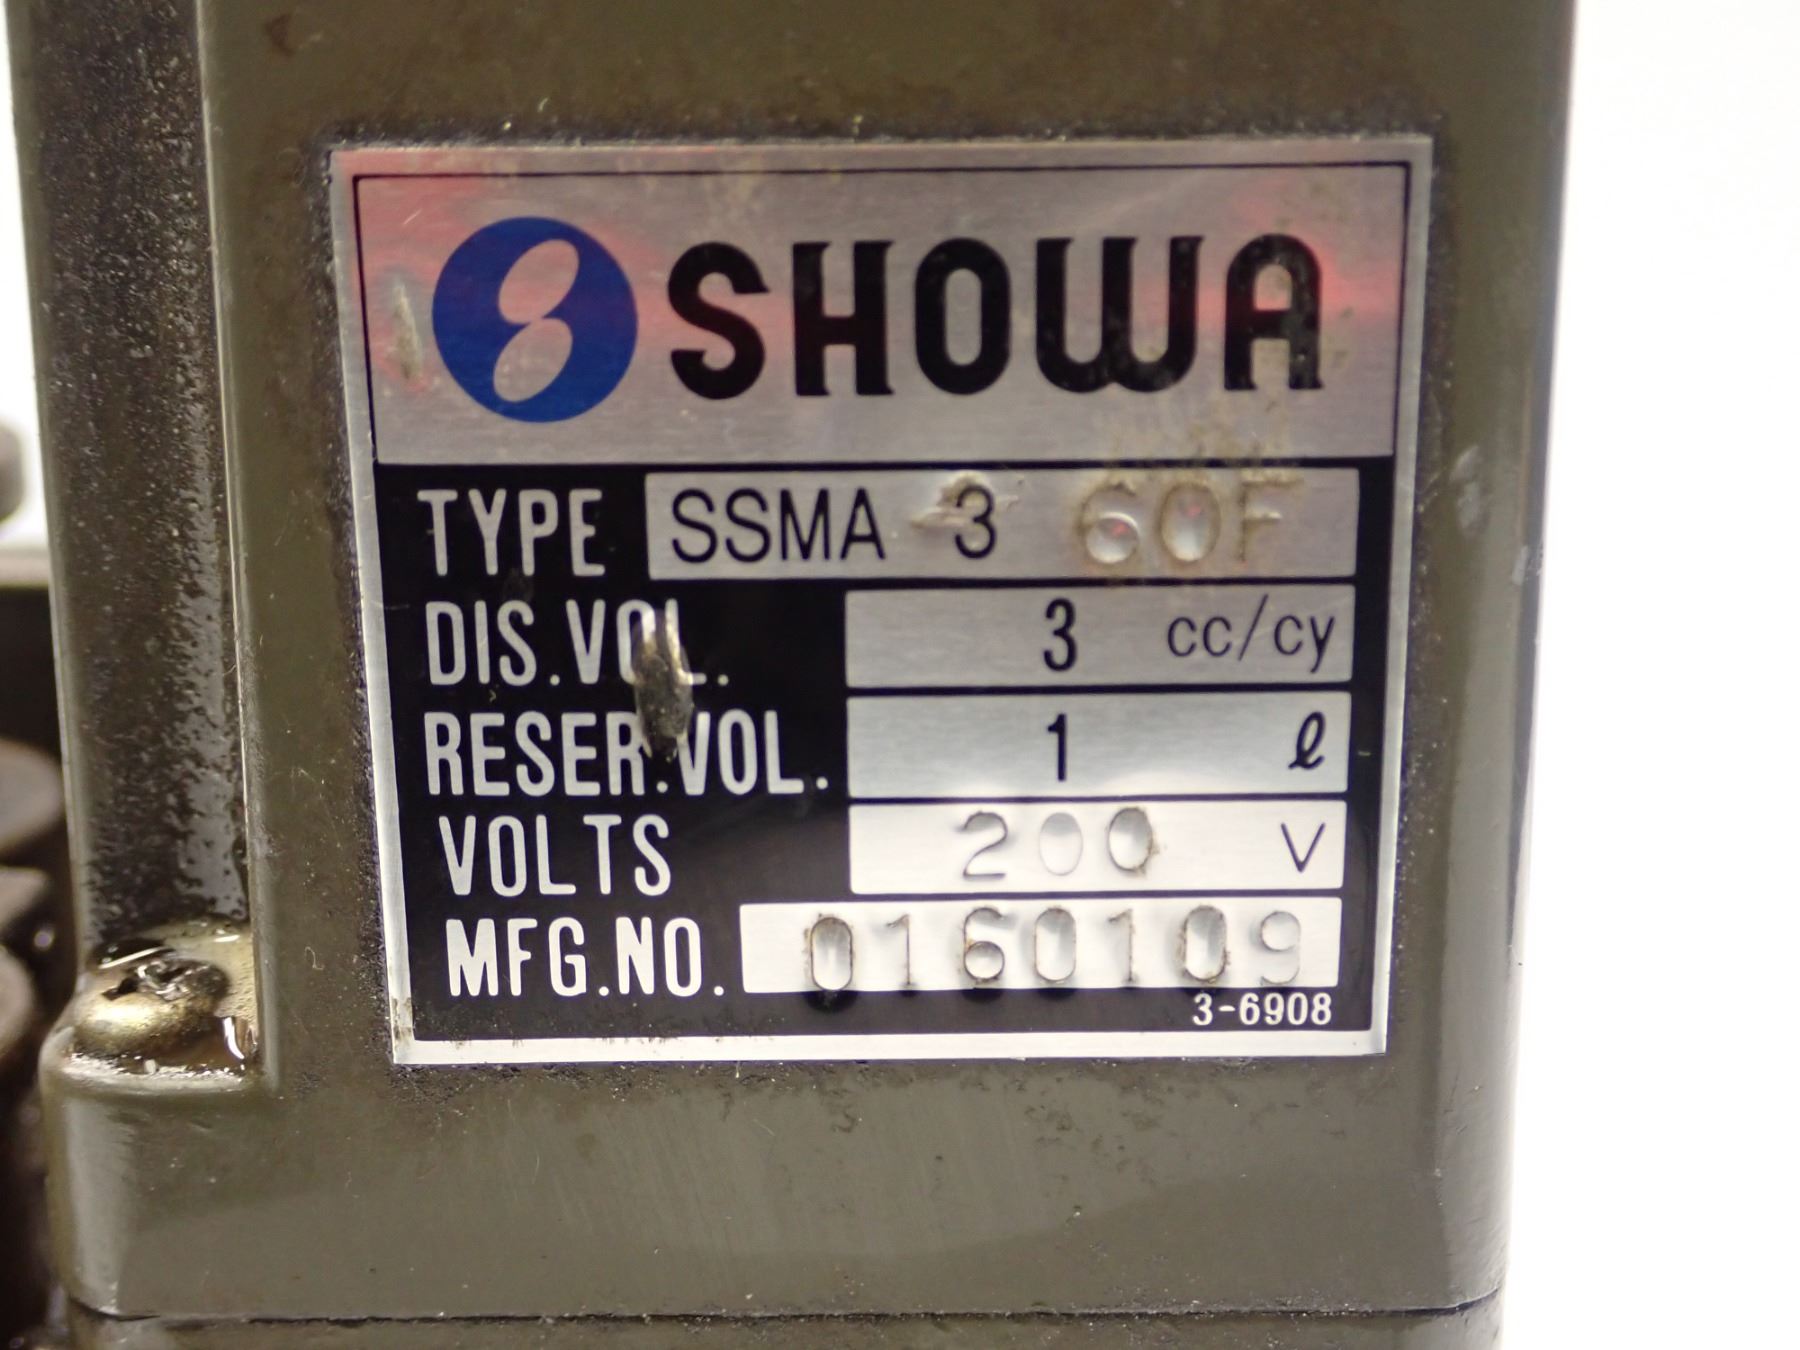 SHOWA
TYPE SSMA 3 60F
DIS.VOL. 3 cc/cy
RESER.VOL. 1 ℓ
VOLTS 200 V
MFG.NO. 0160109
3-6908